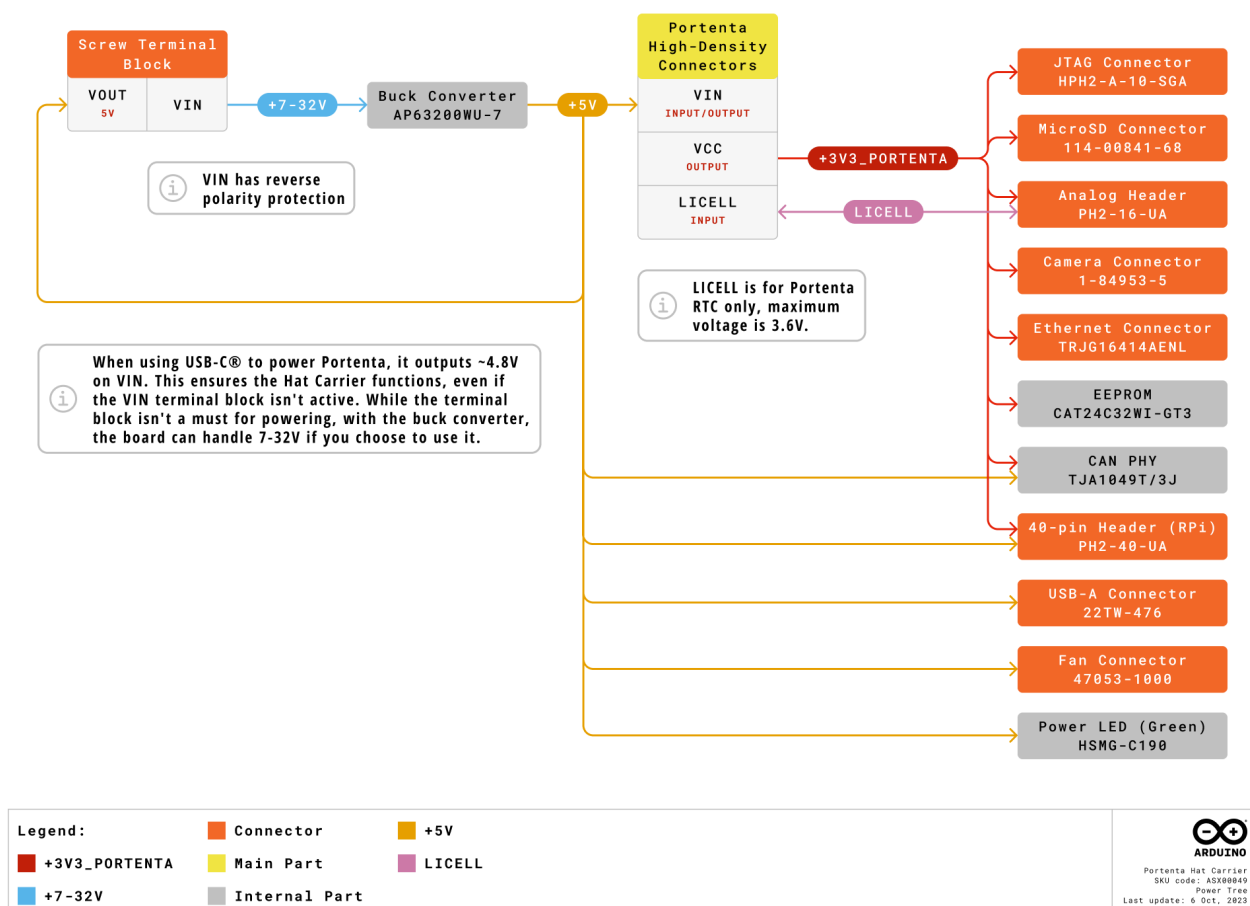 Screw Terminal
Block
VOUT
5V
VIN
+7-32V
Buck Converter
AP63200WU-7
+5V
Portenta
High-Density
Connectors
VIN
INPUT/OUTPUT
VCC
OUTPUT
LICELL
INPUT
+3V3_PORTENTA
LICELL
VIN has reverse
polarity protection
LICELL is for Portenta
RTC only, maximum
voltage is 3.6V.
When using USB-C® to power Portenta, it outputs ~4.8V
on VIN. This ensures the Hat Carrier functions, even if
the VIN terminal block isn't active. While the terminal
block isn't a must for powering, with the buck converter,
the board can handle 7-32V if you choose to use it.
JTAG Connector
HPH2-A-10-SGA
MicroSD Connector
114-00841-68
Analog Header
PH2-16-UA
Camera Connector
1-84953-5
Ethernet Connector
TRJG16414AENL
EEPROM
CAT24C32WI-GT3
CAN PHY
TJA1049T/3J
40-pin Header (RPi)
PH2-40-UA
USB-A Connector
22TW-476
Fan Connector
47053-1000
Power LED (Green)
HSMG-C190
Legend:
+3V3_PORTENTA
+7-32V
Connector
Main Part
Internal Part
+5V
LICELL
ARDUINO
Portenta Hat Carrier
SKU code: ASX00049
Power Tree
Last update: 6 Oct, 2023